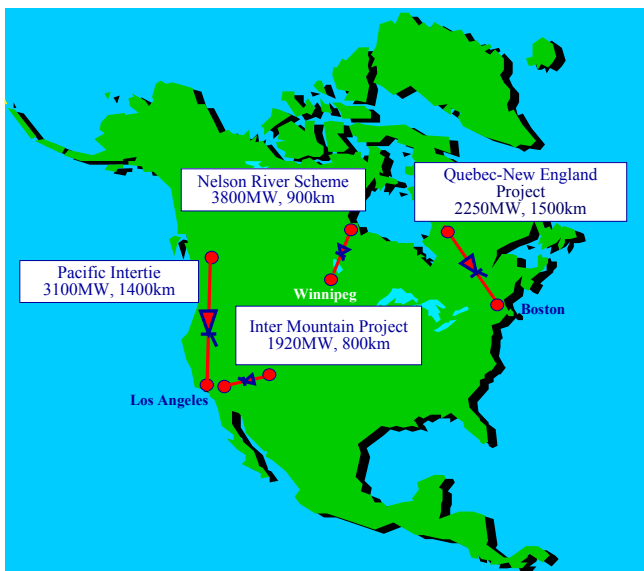 Nelson River Scheme
3800MW, 900km
Quebec-New England
Project
2250MW, 1500km
Pacific Intertie
3100MW, 1400km
Winnipeg
Inter Mountain Project
1920MW, 800km
Boston
Los Angeles